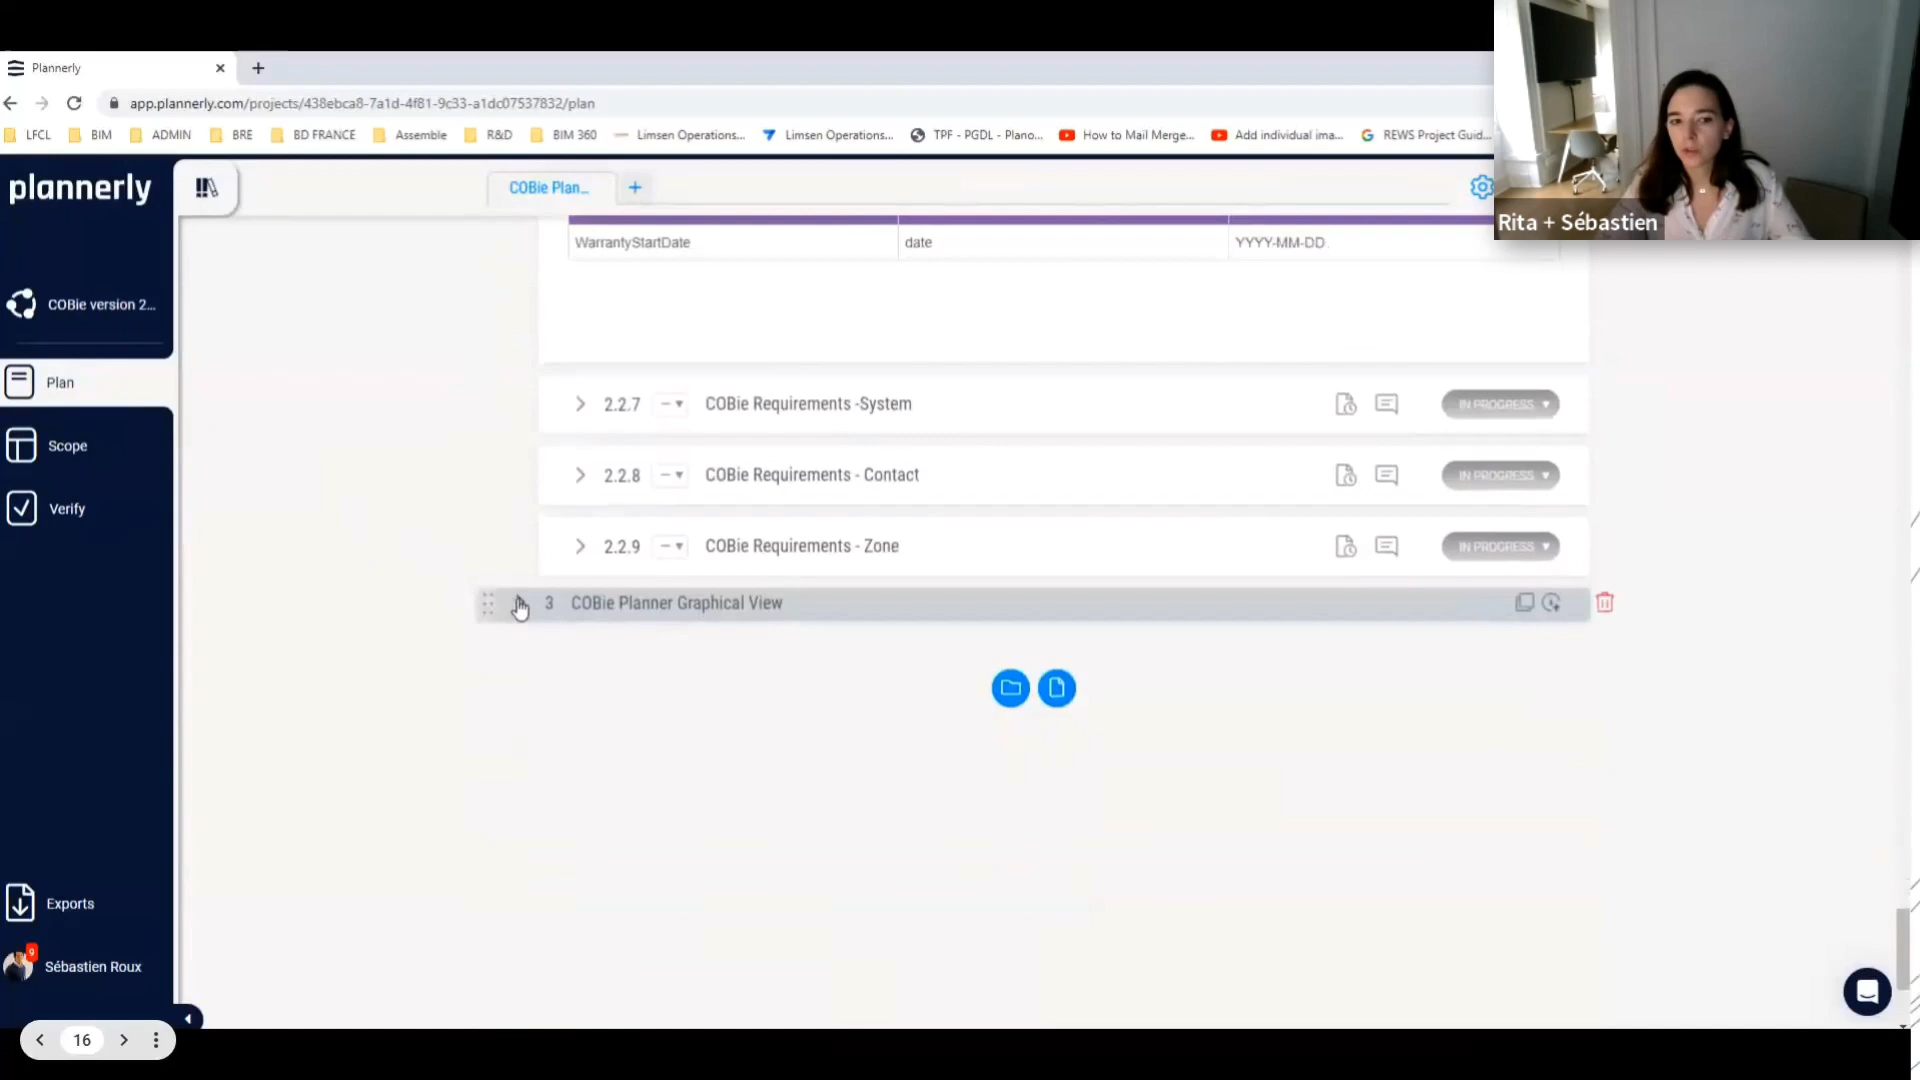 Plannerly
app.plannerly.com/projects/438ebca8-7a1d-4f81-9c33-a1dc07537832/plan
LFCL
BIM
ADMIN
BRE
BD FRANCE
Assemble
R&D
BIM 360
Limsen Operations...
Limsen Operations...
TPF - PGDL - Plano...
How to Mail Merge...
Add individual ima...
REWS Project Guid...
Rita + Sébastien
plannerly
COBie Plan...
WarrantyStartDate
date
YYYY-MM-DD
COBie version 2...
Plan
Scope
Verify
2.2.7 COBie Requirements -System
IN PROGRESS
2.2.8 COBie Requirements - Contact
IN PROGRESS
2.2.9 COBie Requirements - Zone
IN PROGRESS
3 COBie Planner Graphical View
Exports
9
Sébastien Roux
16